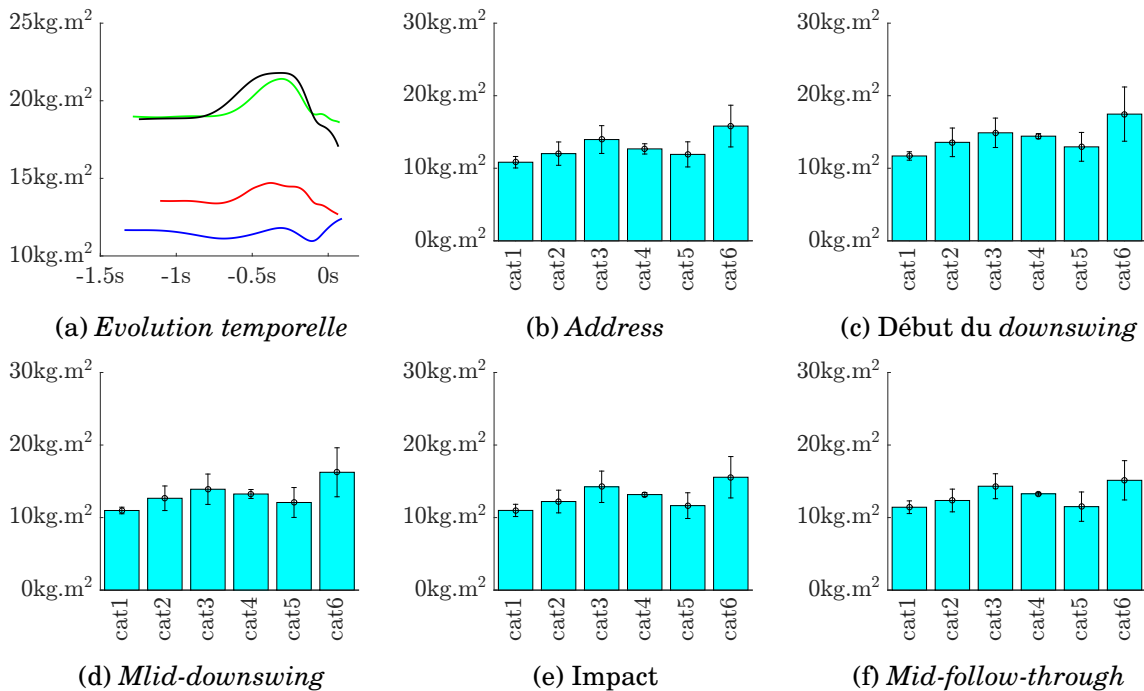 25kg.m²
20kg.m²
15kg.m²
10kg.m²
-1.5s -1s -0.5s 0s
(a) Evolution temporelle
30kg.m²
20kg.m²
10kg.m²
0kg.m²
cat1 cat2 cat3 cat4 cat5 cat6
(b) Address
30kg.m²
20kg.m²
10kg.m²
0kg.m²
cat1 cat2 cat3 cat4 cat5 cat6
(c) Début du downswing
30kg.m²
20kg.m²
10kg.m²
0kg.m²
cat1 cat2 cat3 cat4 cat5 cat6
(d) Mlid-downswing
30kg.m²
20kg.m²
10kg.m²
0kg.m²
cat1 cat2 cat3 cat4 cat5 cat6
(e) Impact
30kg.m²
20kg.m²
10kg.m²
0kg.m²
cat1 cat2 cat3 cat4 cat5 cat6
(f) Mid-follow-through